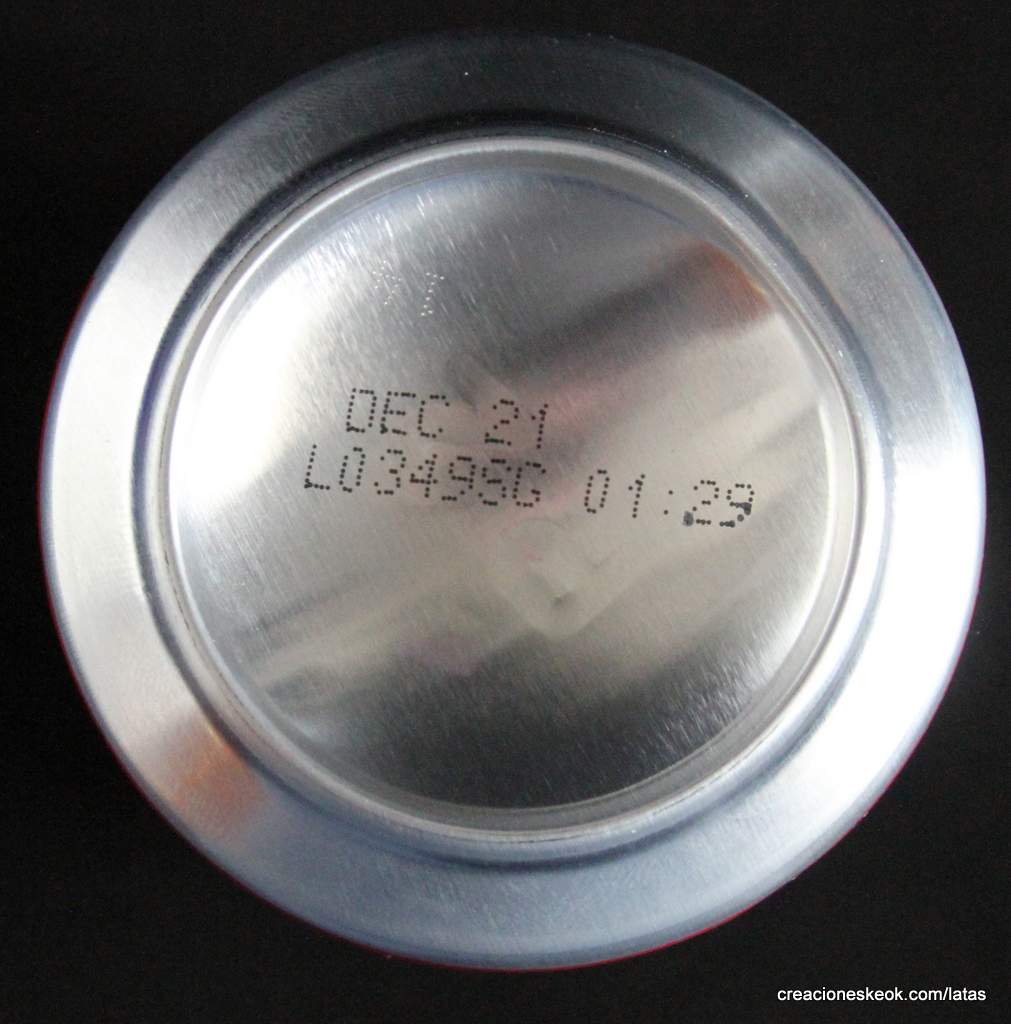 DEC 21
L03498G 01:29
creacioneskeok.com/latas